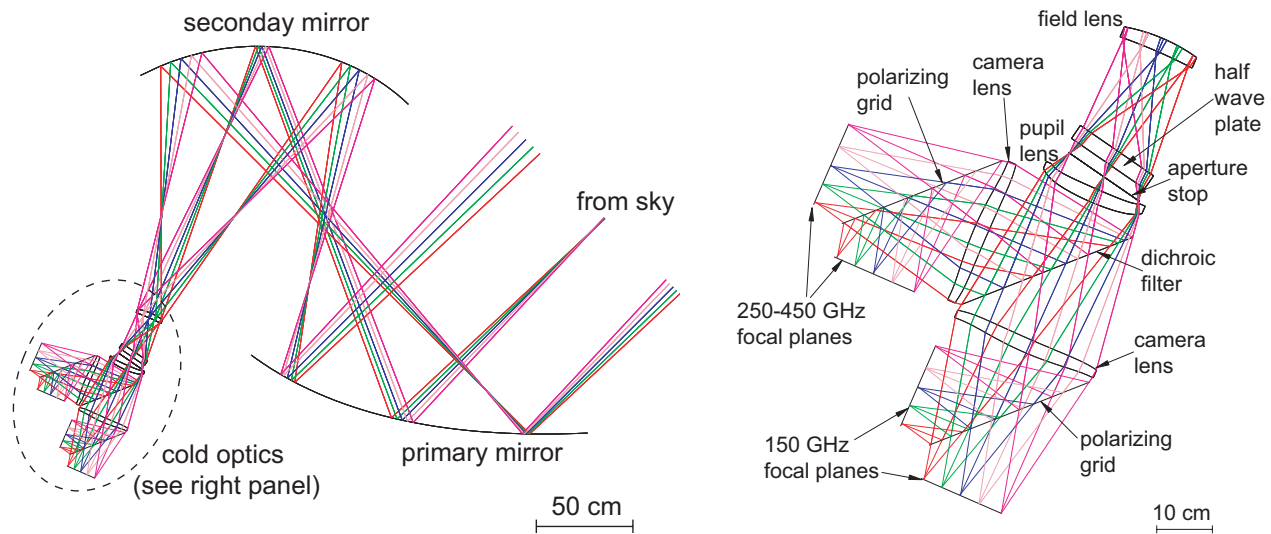 seconday mirror
from sky
primary mirror
cold optics
(see right panel)
50 cm
field lens
camera
lens
polarizing
grid
half
wave
plate
pupil
lens
aperture
stop
dichroic
filter
250-450 GHz
focal planes
camera
lens
150 GHz
focal planes
polarizing
grid
10 cm